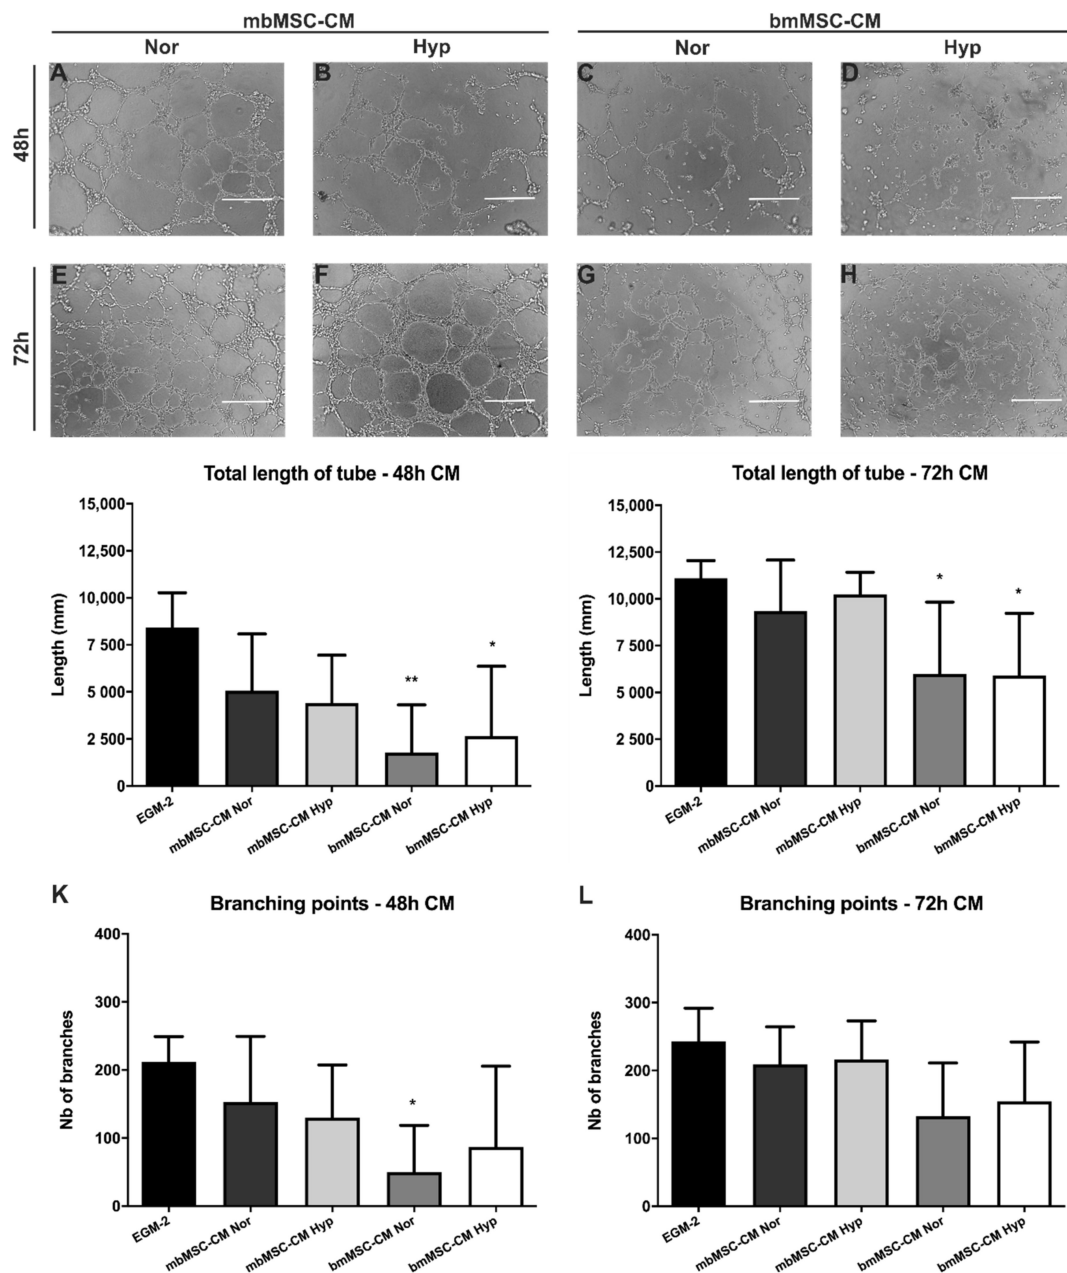 mbMSC-CM
bmMSC-CM
Nor
Hyp
Nor
Hyp
48h
A
B
C
D
72h
E
F
G
H
Total length of tube - 48h CM
Length (mm)
15,000
12,500
10,000
7 500
5 000
2 500
0
**
*
EGM-2
mbMSC-CM Nor
mbMSC-CM Hyp
bmMSC-CM Nor
bmMSC-CM Hyp
Total length of tube - 72h CM
Length (mm)
15,000
12,500
10,000
7 500
5 000
2 500
0
*
*
EGM-2
mbMSC-CM Nor
mbMSC-CM Hyp
bmMSC-CM Nor
bmMSC-CM Hyp
K
Branching points - 48h CM
Nb of branches
400
300
200
100
0
*
EGM-2
mbMSC-CM Nor
mbMSC-CM Hyp
bmMSC-CM Nor
bmMSC-CM Hyp
L
Branching points - 72h CM
Nb of branches
400
300
200
100
0
EGM-2
mbMSC-CM Nor
mbMSC-CM Hyp
bmMSC-CM Nor
bmMSC-CM Hyp